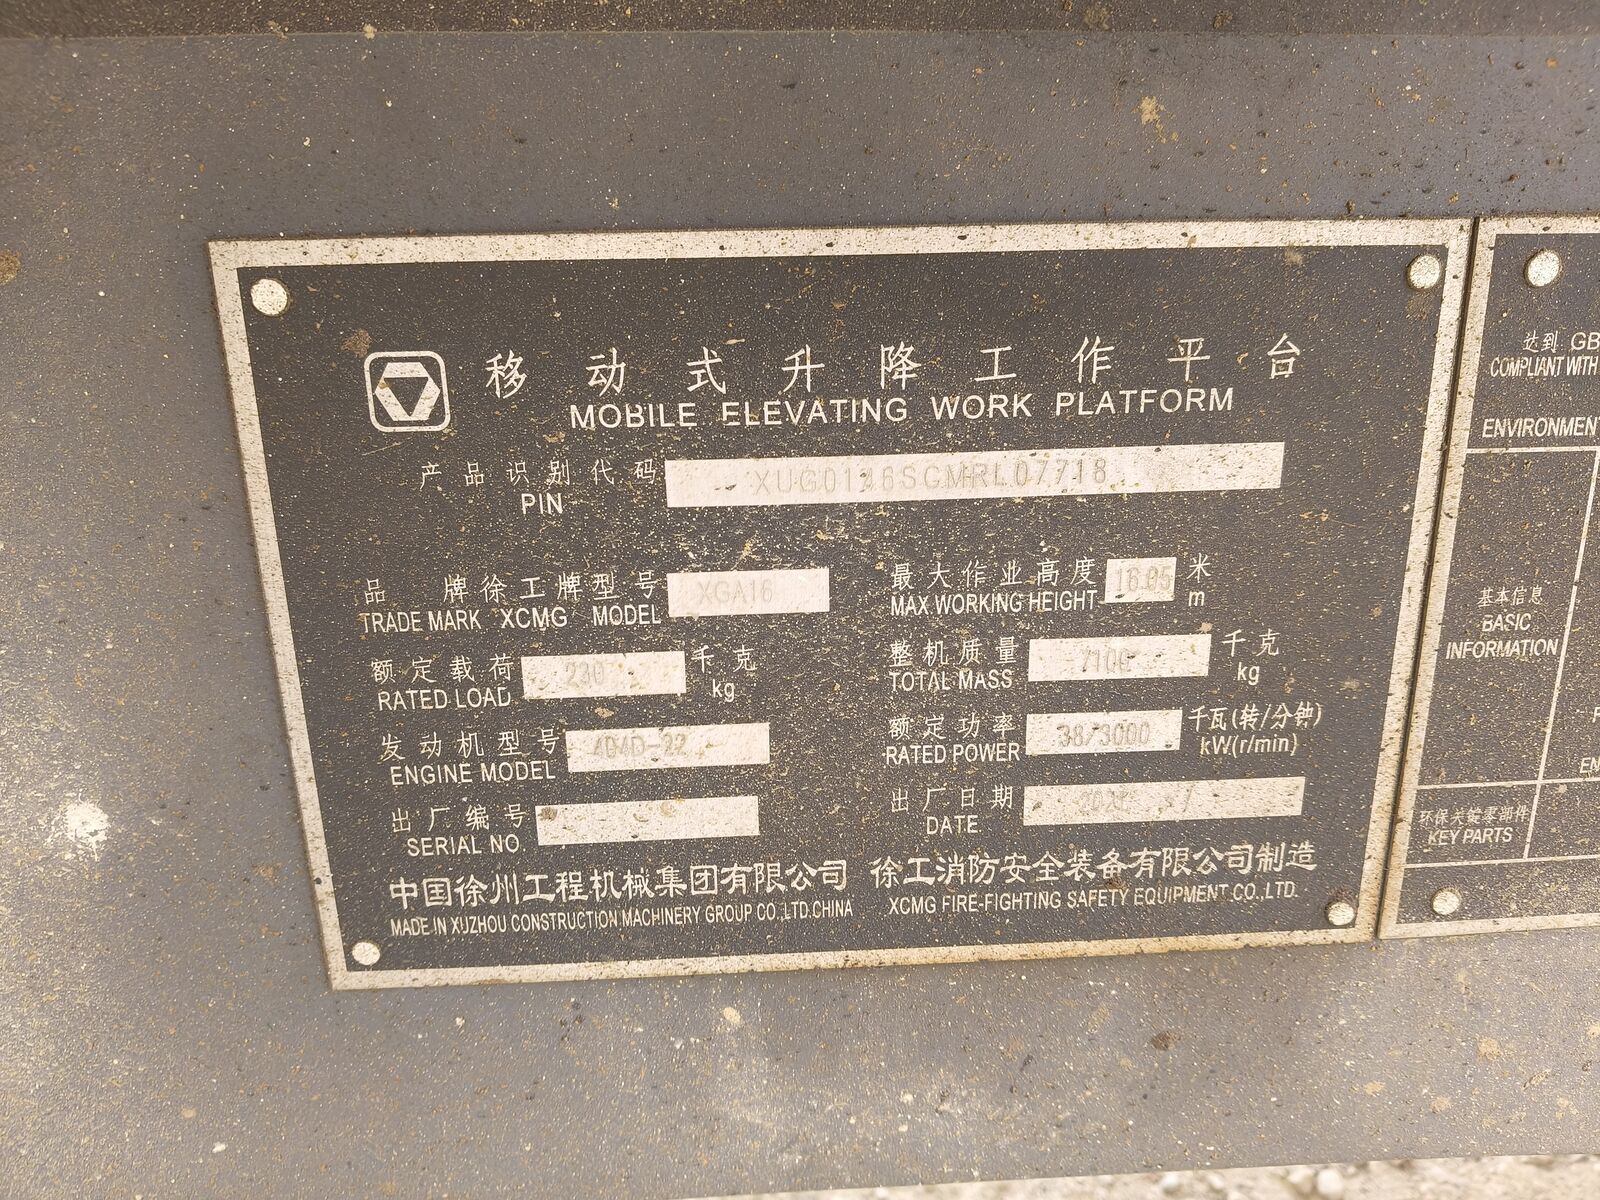 移动式升降工作平台
MOBILE ELEVATING WORK PLATFORM
产品识别代码
PIN
品 牌 徐工牌 型号 XGA16
TRADE MARK XCMG MODEL
最大作业高度 16.05 米
MAX WORKING HEIGHT m
额定载荷 230 千克
RATED LOAD kg
整机质量 7100 千克
TOTAL MASS kg
发动机型号 4D4D-22
ENGINE MODEL
额定功率 38/3000 千瓦(转/分钟)
RATED POWER kW(r/min)
出厂编号
SERIAL NO
出厂日期
DATE
中国徐州工程机械集团有限公司 徐工消防安全装备有限公司制造
MADE IN XUZHOU CONSTRUCTION MACHINERY GROUP CO.,LTD.CHINA XCMG FIRE-FIGHTING SAFETY EQUIPMENT CO.,LTD.
达到 GB
COMPLIANT WITH
基本信息
BASIC
INFORMATION
环保关键零部件
KEY PARTS